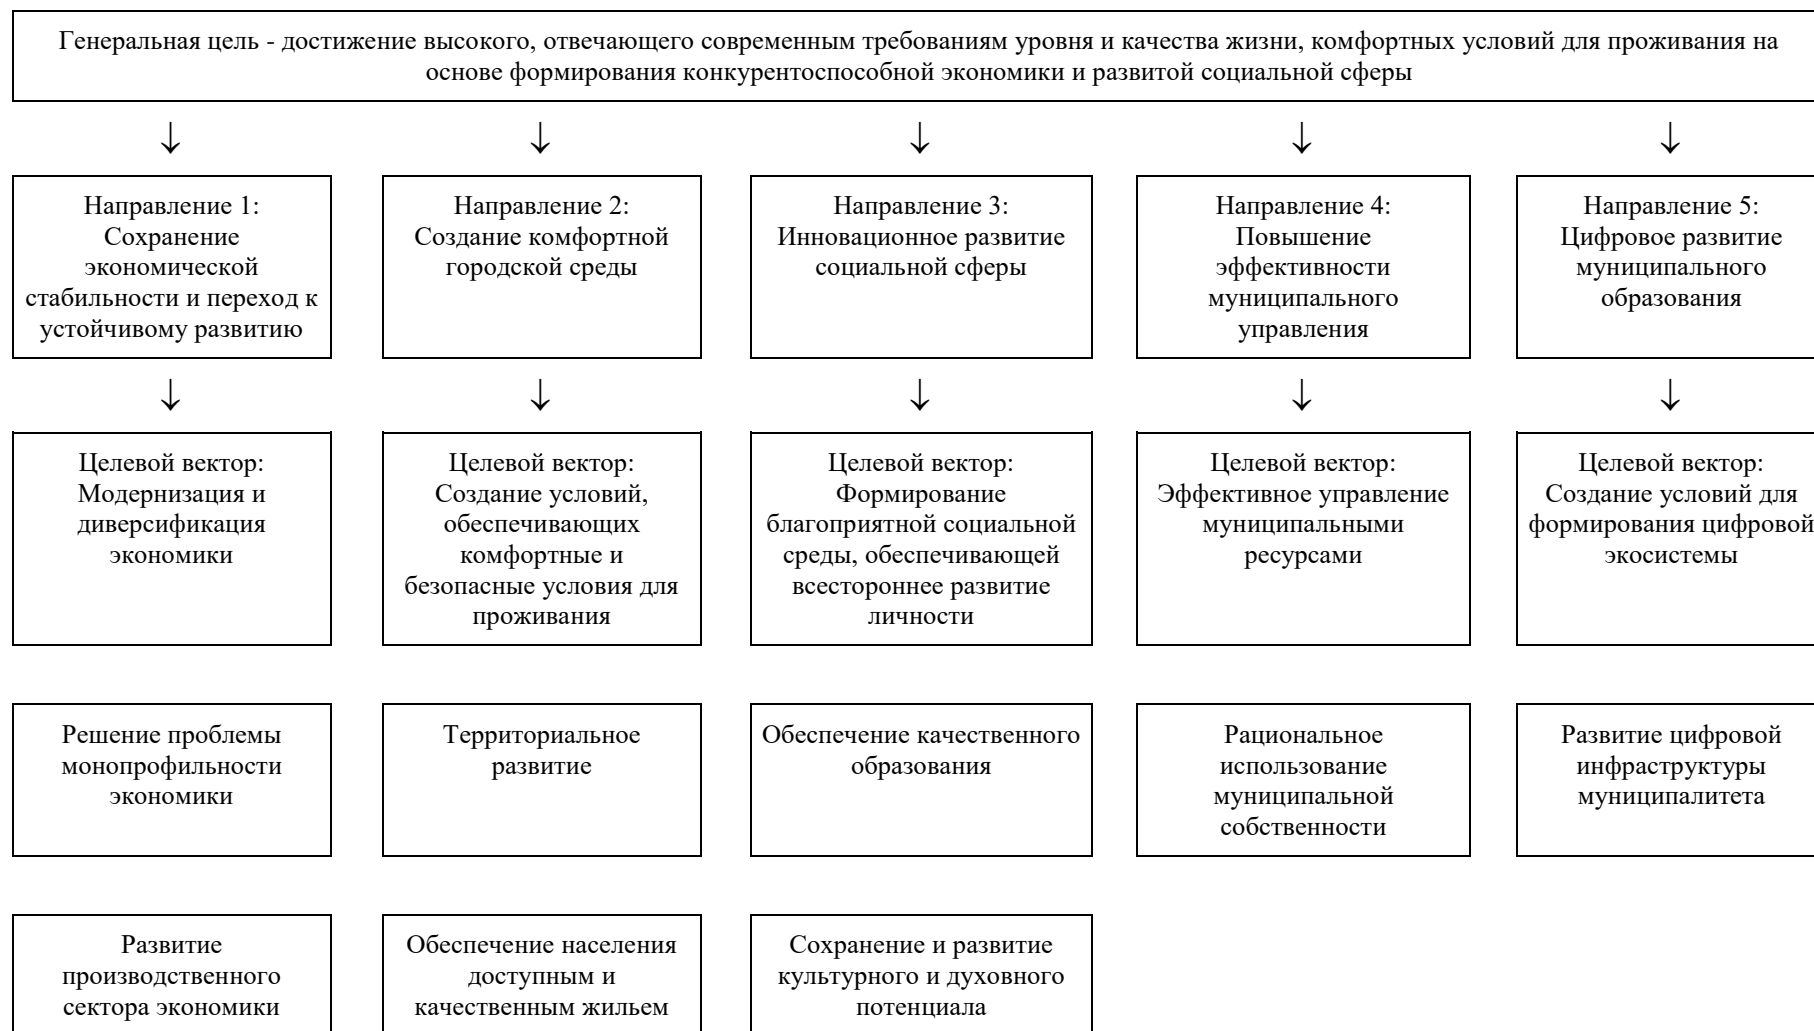 Генеральная цель - достижение высокого, отвечающего современным требованиям уровня и качества жизни, комфортных условий для проживания на
основе формирования конкурентоспособной экономики и развитой социальной сферы
↓ ↓ ↓ ↓ ↓
Направление 1:
Сохранение
экономической
стабильности и переход к
устойчивому развитию
Направление 2:
Создание комфортной
городской среды
Направление 3:
Инновационное развитие
социальной сферы
Направление 4:
Повышение
эффективности
муниципального
управления
Направление 5:
Цифровое развитие
муниципального
образования
↓ ↓ ↓ ↓ ↓
Целевой вектор:
Модернизация и
диверсификация
экономики
Целевой вектор:
Создание условий,
обеспечивающих
комфортные и
безопасные условия для
проживания
Целевой вектор:
Формирование
благоприятной социальной
среды, обеспечивающей
всестороннее развитие
личности
Целевой вектор:
Эффективное управление
муниципальными
ресурсами
Целевой вектор:
Создание условий для
формирования цифровой
экосистемы
Решение проблемы
монопрофильности
экономики
Территориальное
развитие
Обеспечение качественного
образования
Рациональное
использование
муниципальной
собственности
Развитие цифровой
инфраструктуры
муниципалитета
Развитие
производственного
сектора экономики
Обеспечение населения
доступным и
качественным жильем
Сохранение и развитие
культурного и духовного
потенциала